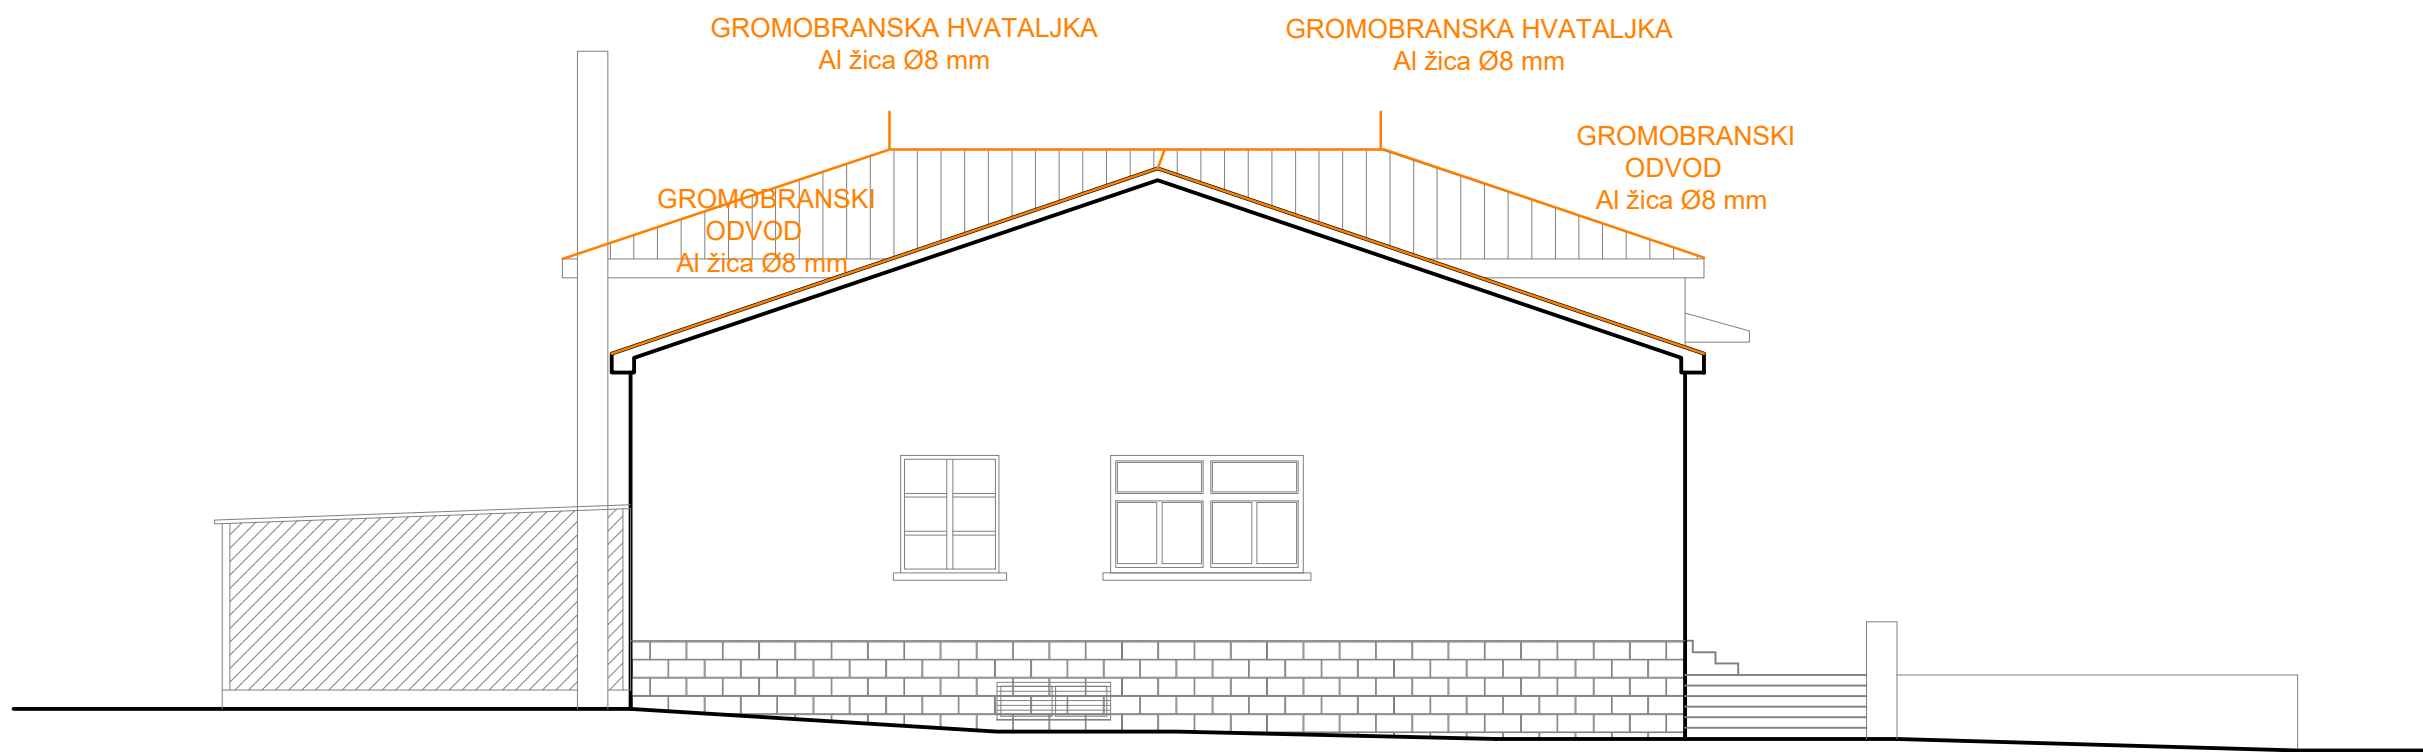 GROMOBRANSKA HVATALJKA
Al žica Ø8 mm
GROMOBRANSKA HVATALJKA
Al žica Ø8 mm
GROMOBRANSKI
ODVOD
Al žica Ø8 mm
GROMOBRANSKI
ODVOD
Al žica Ø8 mm